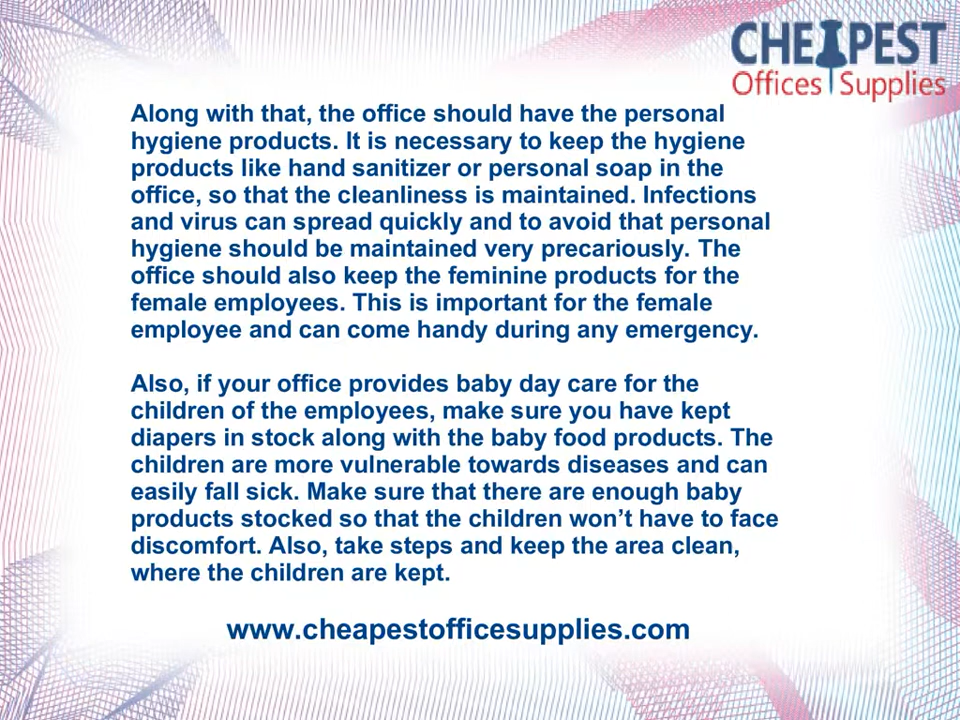 CHEAPEST
Offices Supplies
Along with that, the office should have the personal
hygiene products. It is necessary to keep the hygiene
products like hand sanitizer or personal soap in the
office, so that the cleanliness is maintained. Infections
and virus can spread quickly and to avoid that personal
hygiene should be maintained very precariously. The
office should also keep the feminine products for the
female employees. This is important for the female
employee and can come handy during any emergency.
Also, if your office provides baby day care for the
children of the employees, make sure you have kept
diapers in stock along with the baby food products. The
children are more vulnerable towards diseases and can
easily fall sick. Make sure that there are enough baby
products stocked so that the children won’t have to face
discomfort. Also, take steps and keep the area clean,
where the children are kept.
www.cheapestofficesupplies.com